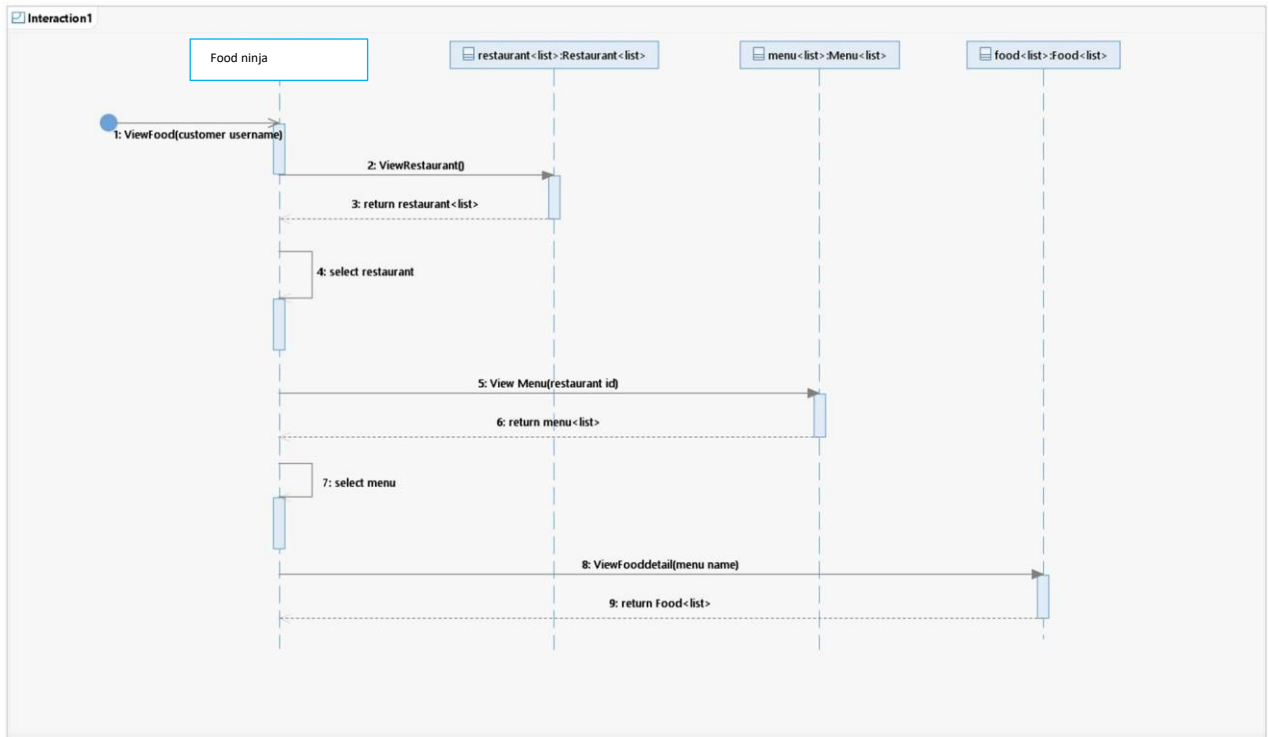 Interaction1
Food ninja
restaurant<list>:Restaurant<list>
menu<list>:Menu<list>
food<list>:Food<list>
1: ViewFood(customer username)
2: ViewRestaurant()
3: return restaurant<list>
4: select restaurant
5: View Menu(restaurant id)
6: return menu<list>
7: select menu
8: ViewFooddetail(menu name)
9: return Food<list>